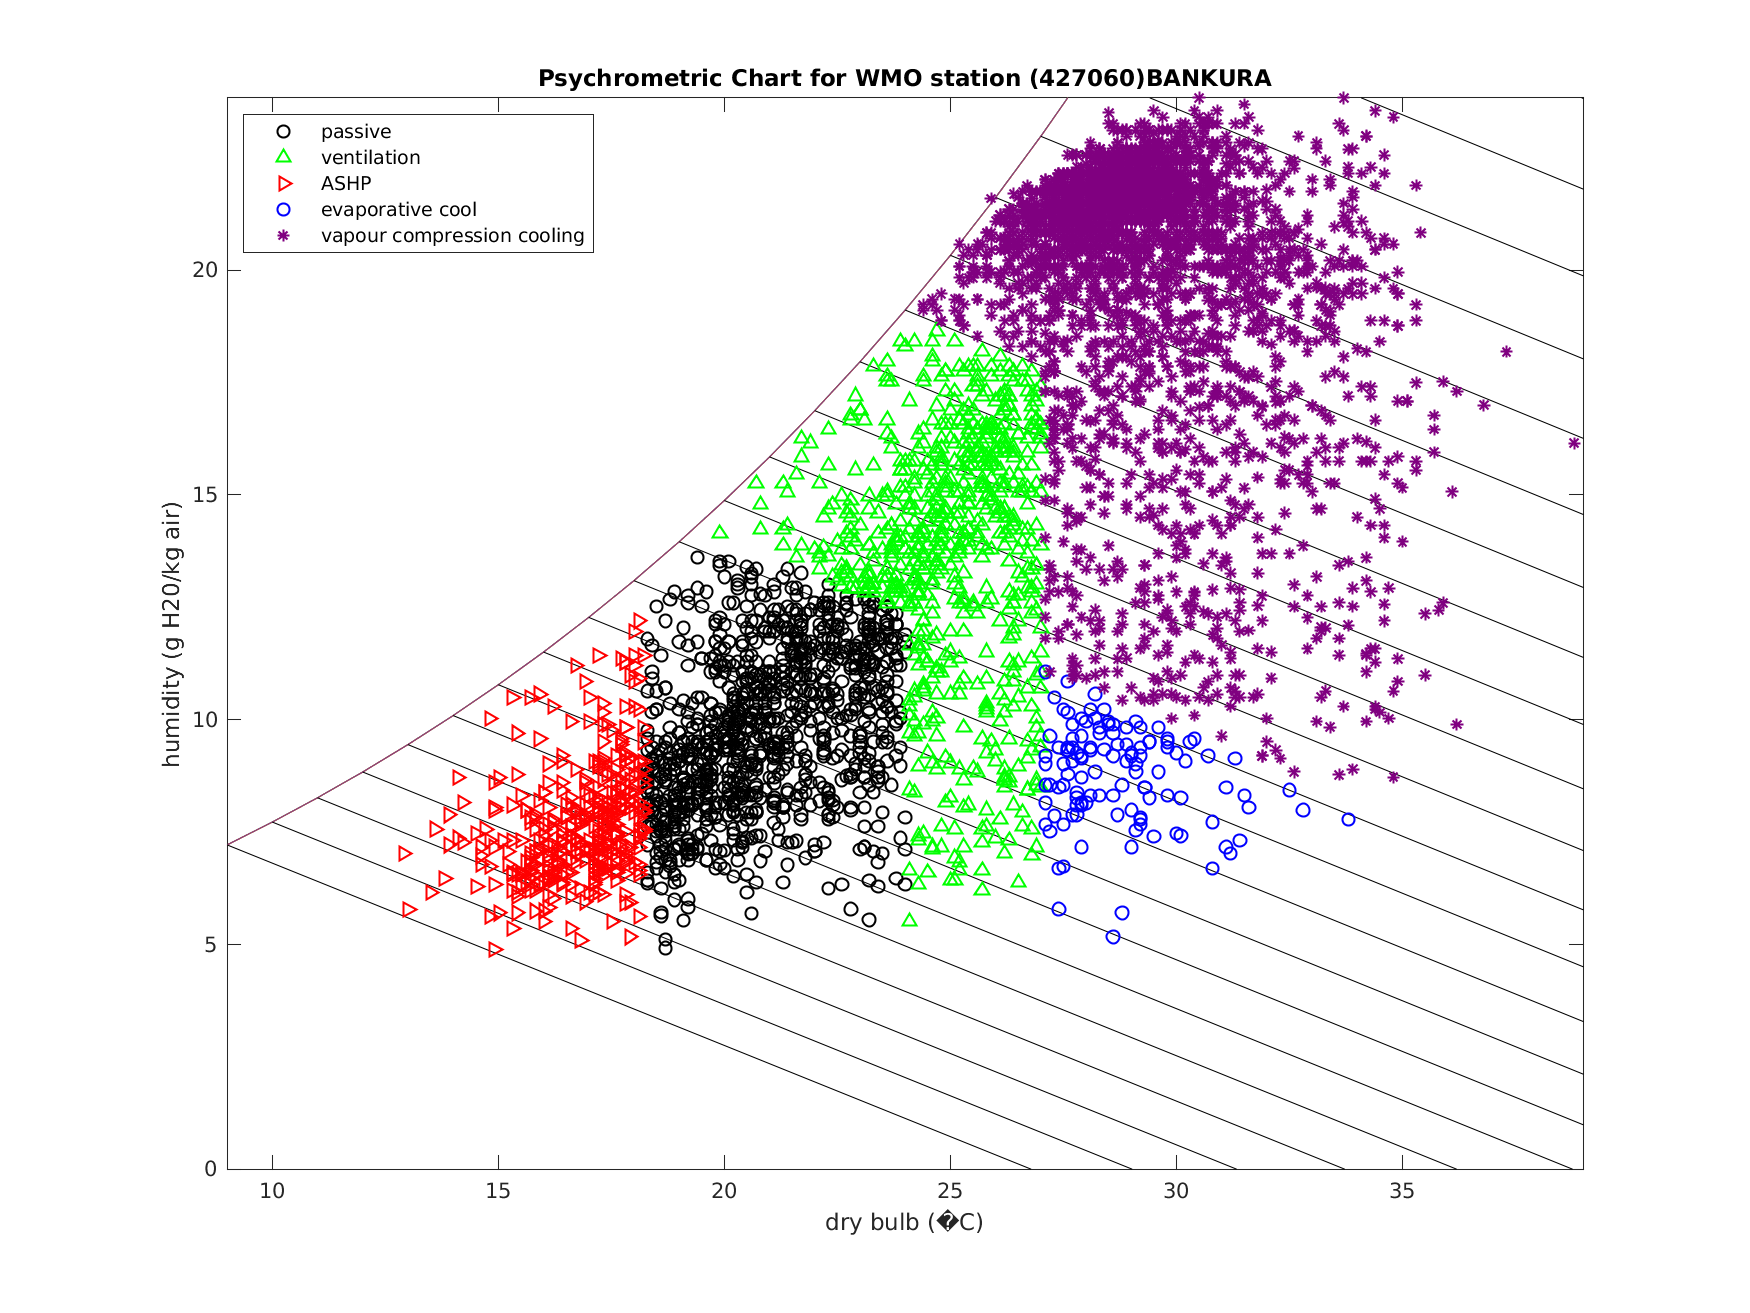 Psychrometric Chart for WMO station (427060)BANKURA
passive
ventilation
ASHP
evaporative cool
vapour compression cooling
humidity (g H20/kg air)
20
15
10
5
0
10 15 20 25 30 35
dry bulb (�C)